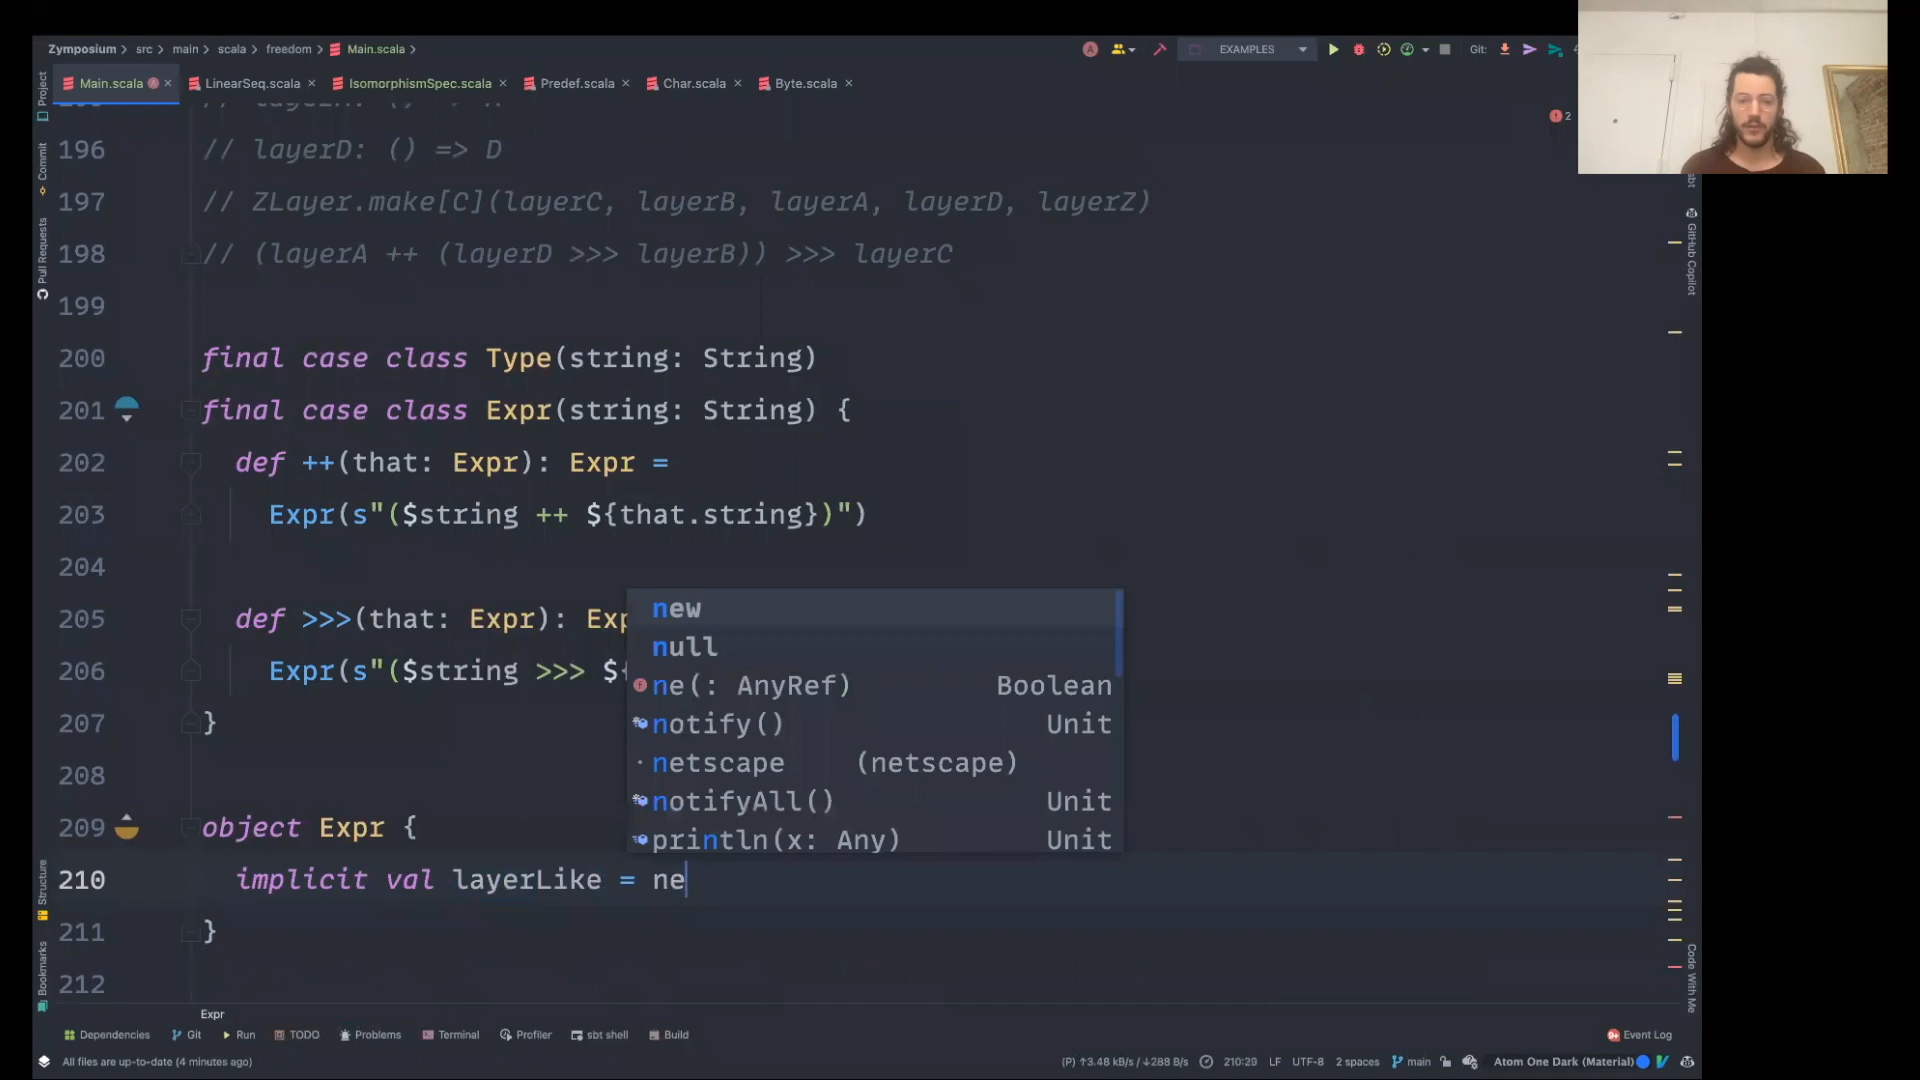 Zymposium > src > main > scala > freedom > Main.scala >
EXAMPLES
Git:
Main.scala
LinearSeq.scala
IsomorphismSpec.scala
Predef.scala
Char.scala
Byte.scala
Project
Commit
Pull Requests
Structure
Bookmarks
2
sbt
GitHub Copilot
Code With Me
196 // layerD: () => D
197 // ZLayer.make[C](layerC, layerB, layerA, layerD, layerZ)
198 // (layerA ++ (layerD >>> layerB)) >>> layerC
199
200 final case class Type(string: String)
201 final case class Expr(string: String) {
202 def ++(that: Expr): Expr =
203 Expr(s"($string ++ ${that.string})")
204
205 def >>>(that: Expr): Exp
206 Expr(s"($string >>> ${
207 }
208
209 object Expr {
210 implicit val layerLike = ne
211 }
212
new
null
ne(: AnyRef) Boolean
notify() Unit
netscape (netscape)
notifyAll() Unit
println(x: Any) Unit
Expr
Dependencies Git Run TODO Problems Terminal Profiler sbt shell Build
Event Log
All files are up-to-date (4 minutes ago)
(P) ↑3.48 kB/s / ↓288 B/s 210:29 LF UTF-8 2 spaces main Atom One Dark (Material)